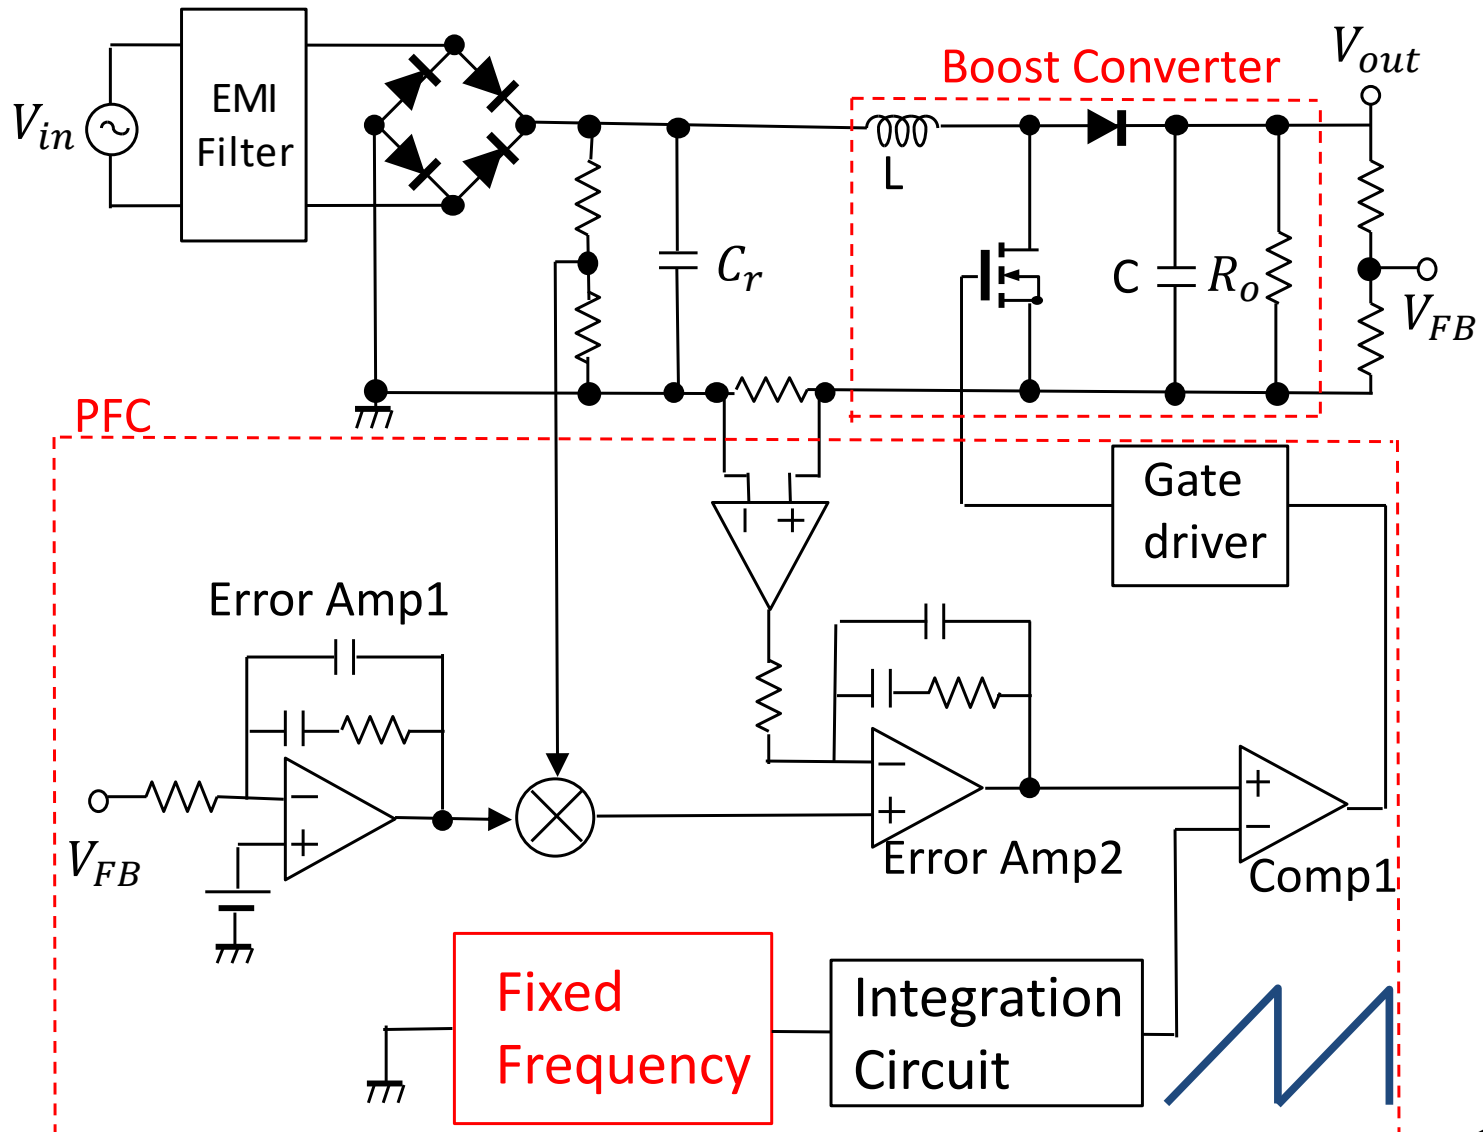 V_out
Boost Converter
EMI
Filter
V_in
L
C_r
C
R_o
V_FB
PFC
Gate
driver
Error Amp1
V_FB
Error Amp2
Comp1
Fixed
Frequency
Integration
Circuit